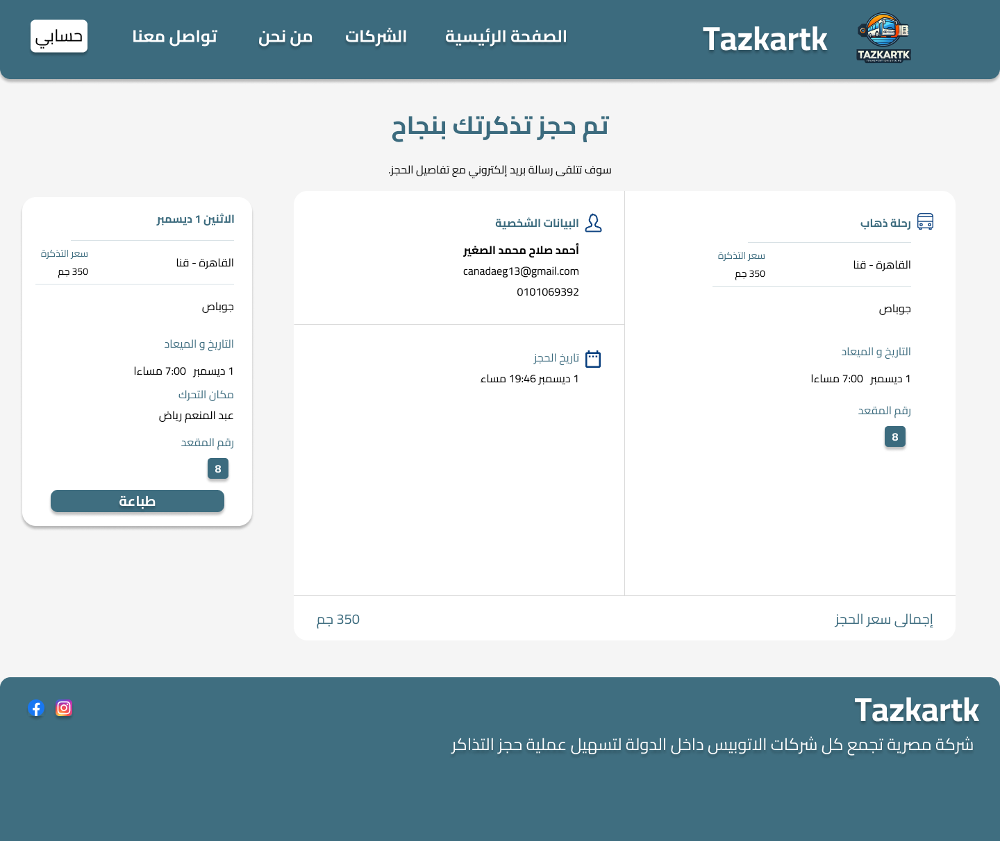 Tazkartk
TAZKARTK
TRANSPORTION BOOKING
الصفحة الرئيسية
الشركات
من نحن
تواصل معنا
حسابي
تم حجز تذكرتك بنجاح
سوف تتلقى رسالة بريد إلكتروني مع تفاصيل الحجز.
رحلة ذهاب
القاهرة - قنا
سعر التذكرة
350 جم
جوباص
التاريخ و الميعاد
1 ديسمبر 7:00 مساءا
رقم المقعد
8
البيانات الشخصية
أحمد صلاح محمد الصغير
canadaeg13@gmail.com
0101069392
تاريخ الحجز
1 ديسمبر 19:46 مساء
إجمالى سعر الحجز
350 جم
الاثنين 1 ديسمبر
القاهرة - قنا
سعر التذكرة
350 جم
جوباص
التاريخ و الميعاد
1 ديسمبر 7:00 مساءا
مكان التحرك
عبد المنعم رياض
رقم المقعد
8
طباعة
Tazkartk
شركة مصرية تجمع كل شركات الاتوبيس داخل الدولة لتسهيل عملية حجز التذاكر